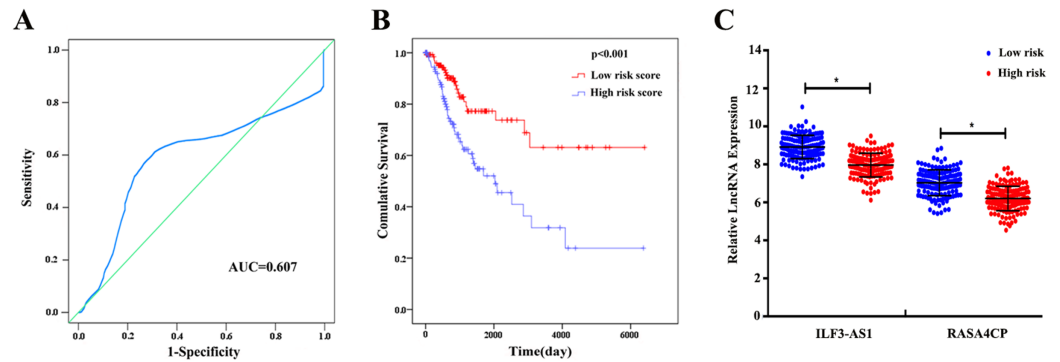 A
1.0
0.8
0.6
0.4
0.2
0.0
Sensitivity
AUC=0.607
0.0 0.2 0.4 0.6 0.8 1.0
1-Specificity
B
1.0
0.8
0.6
0.4
0.2
0.0
Comulative Survival
p<0.001
Low risk score
High risk score
0 2000 4000 6000
Time(day)
C
14
12
10
8
6
4
2
0
Relative LncRNA Expression
Low risk
High risk
*
*
ILF3-AS1 RASA4CP